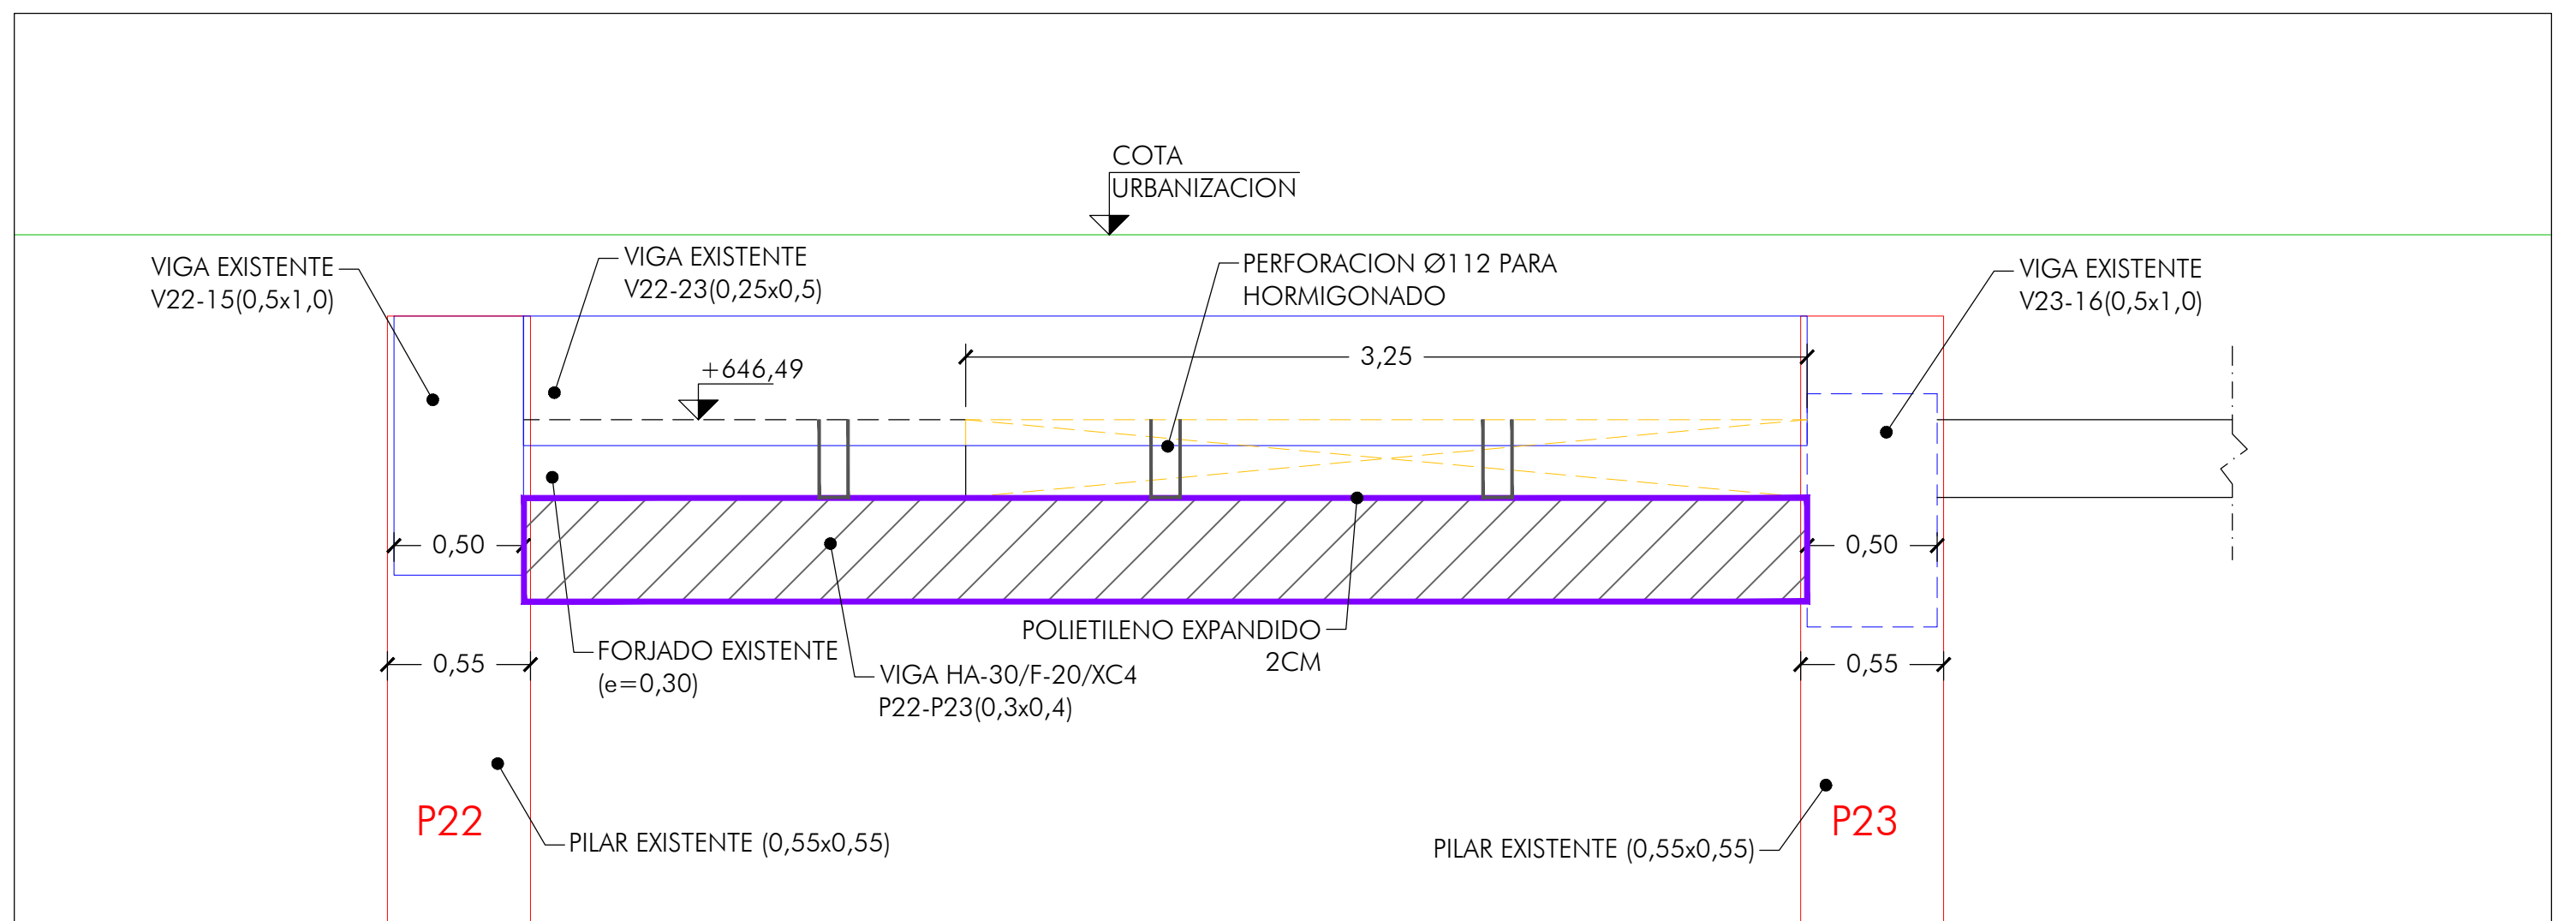 COTA
URBANIZACION
VIGA EXISTENTE
V22-15(0,5x1,0)
VIGA EXISTENTE
V22-23(0,25x0,5)
PERFORACION Ø112 PARA
HORMIGONADO
VIGA EXISTENTE
V23-16(0,5x1,0)
+646,49
3,25
0,50
0,50
FORJADO EXISTENTE
(e=0,30)
POLIETILENO EXPANDIDO
2CM
0,55
0,55
VIGA HA-30/F-20/XC4
P22-P23(0,3x0,4)
P22
P23
PILAR EXISTENTE (0,55x0,55)
PILAR EXISTENTE (0,55x0,55)